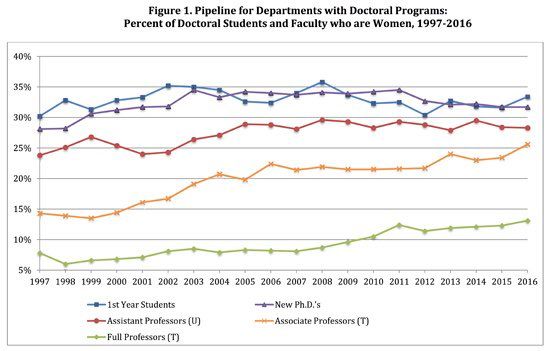 Figure 1. Pipeline for Departments with Doctoral Programs:
Percent of Doctoral Students and Faculty who are Women, 1997-2016
40%
35%
30%
25%
20%
15%
10%
5%
1997 1998 1999 2000 2001 2002 2003 2004 2005 2006 2007 2008 2009 2010 2011 2012 2013 2014 2015 2016
1st Year Students New Ph.D.'s
Assistant Professors (U) Associate Professors (T)
Full Professors (T)